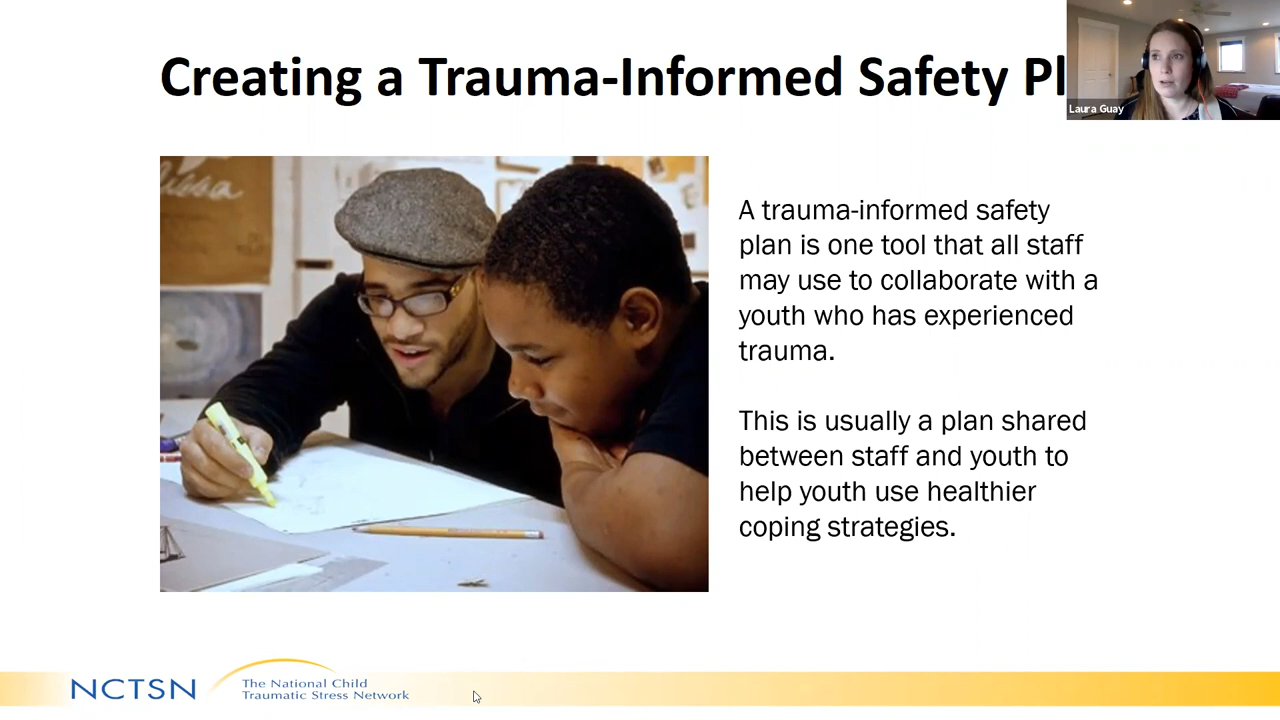 Creating a Trauma-Informed Safety Pl
Laura Guay
A trauma-informed safety
plan is one tool that all staff
may use to collaborate with a
youth who has experienced
trauma.
This is usually a plan shared
between staff and youth to
help youth use healthier
coping strategies.
NCTSN
The National Child
Traumatic Stress Network